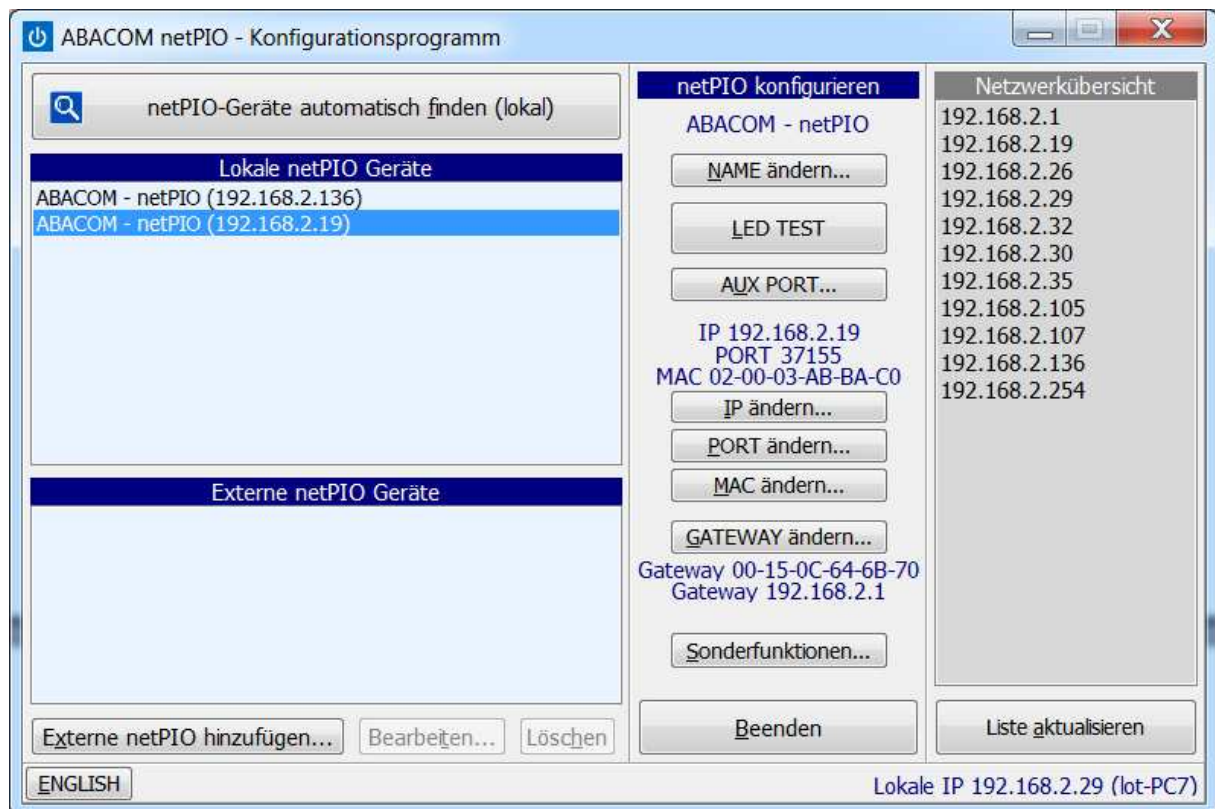 ABACOM netPIO - Konfigurationsprogramm
netPIO-Geräte automatisch finden (lokal)
Lokale netPIO Geräte
ABACOM - netPIO (192.168.2.136)
ABACOM - netPIO (192.168.2.19)
Externe netPIO Geräte
Externe netPIO hinzufügen...
Bearbeiten...
Löschen
netPIO konfigurieren
ABACOM - netPIO
NAME ändern...
LED TEST
AUX PORT...
IP 192.168.2.19
PORT 37155
MAC 02-00-03-AB-BA-C0
IP ändern...
PORT ändern...
MAC ändern...
GATEWAY ändern...
Gateway 00-15-0C-64-6B-70
Gateway 192.168.2.1
Sonderfunktionen...
Beenden
Netzwerkübersicht
192.168.2.1
192.168.2.19
192.168.2.26
192.168.2.29
192.168.2.32
192.168.2.30
192.168.2.35
192.168.2.105
192.168.2.107
192.168.2.136
192.168.2.254
Liste aktualisieren
ENGLISH
Lokale IP 192.168.2.29 (lot-PC7)